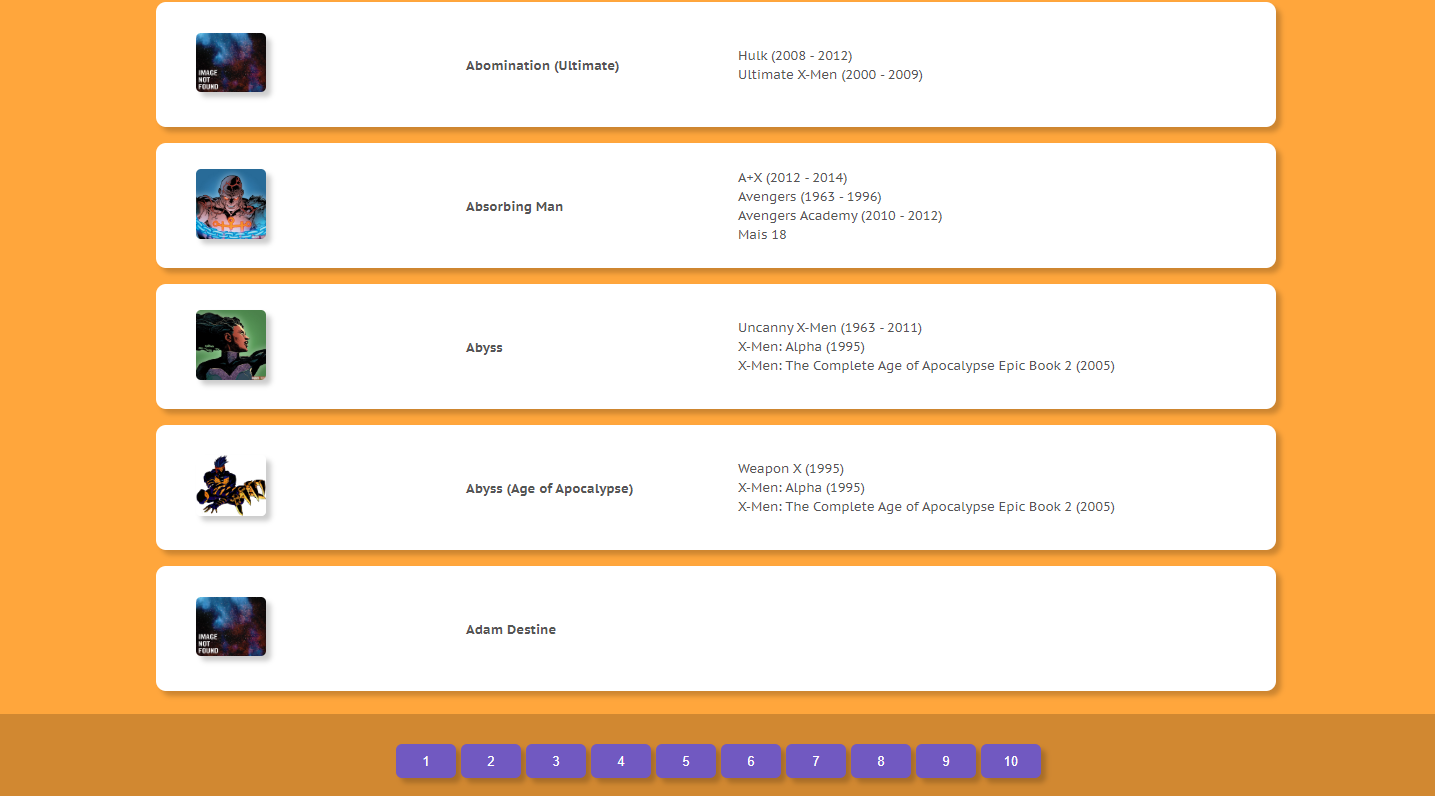 IMAGE
NOT
FOUND
Abomination (Ultimate)
Hulk (2008 - 2012)
Ultimate X-Men (2000 - 2009)
Absorbing Man
A+X (2012 - 2014)
Avengers (1963 - 1996)
Avengers Academy (2010 - 2012)
Mais 18
Abyss
Uncanny X-Men (1963 - 2011)
X-Men: Alpha (1995)
X-Men: The Complete Age of Apocalypse Epic Book 2 (2005)
Abyss (Age of Apocalypse)
Weapon X (1995)
X-Men: Alpha (1995)
X-Men: The Complete Age of Apocalypse Epic Book 2 (2005)
IMAGE
NOT
FOUND
Adam Destine
1 2 3 4 5 6 7 8 9 10